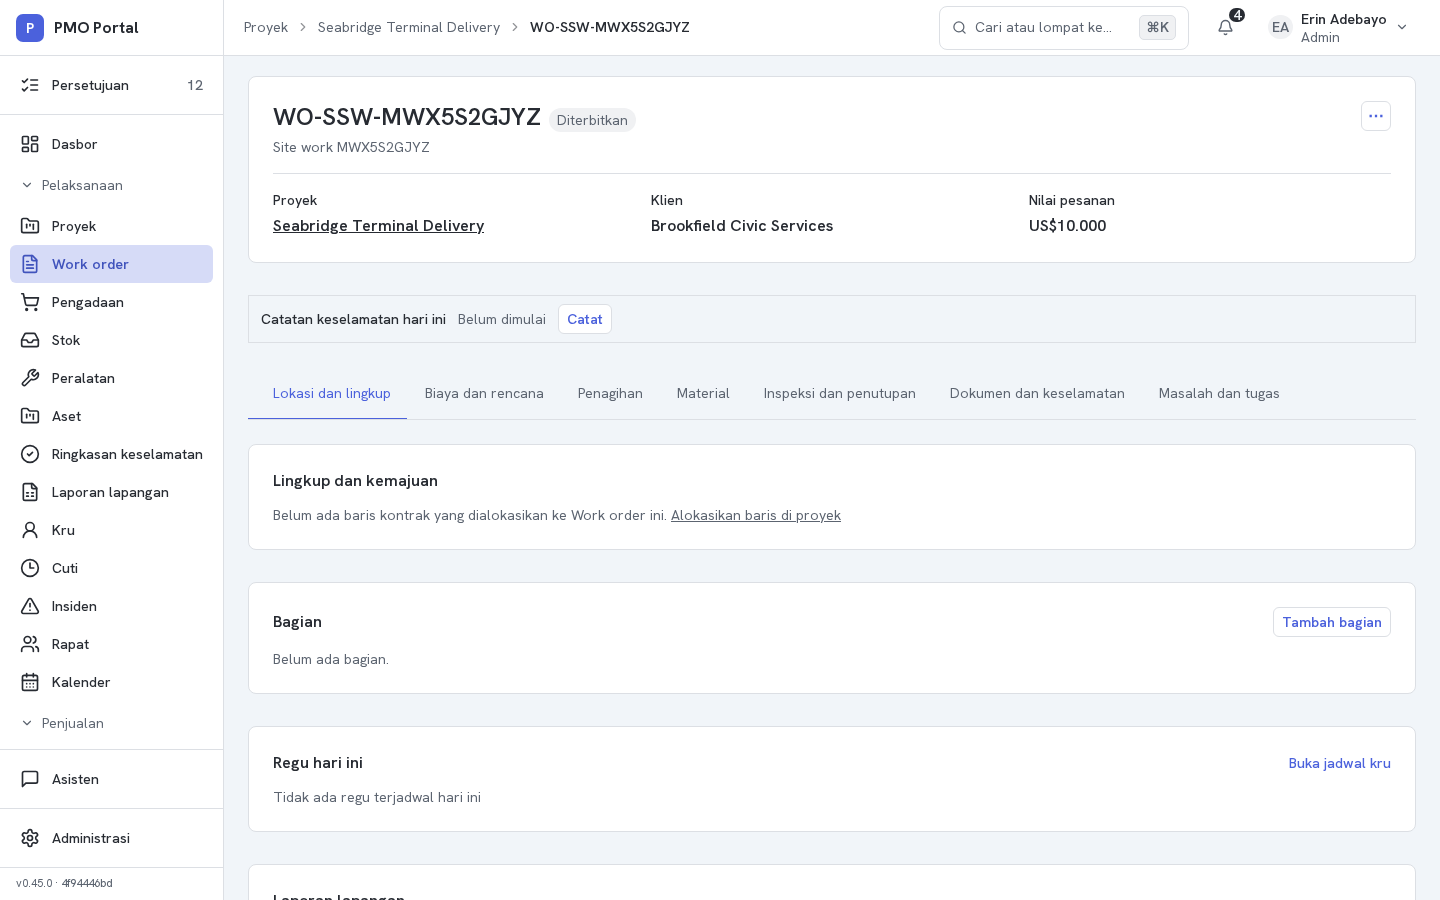 P PMO Portal
Proyek > Seabridge Terminal Delivery > WO-SSW-MWX5S2GJYZ
Cari atau lompat ke... ⌘K
4
EA Erin Adebayo
Admin
Persetujuan 12
Dasbor
Pelaksanaan
Proyek
Work order
Pengadaan
Stok
Peralatan
Aset
Ringkasan keselamatan
Laporan lapangan
Kru
Cuti
Insiden
Rapat
Kalender
Penjualan
Asisten
Administrasi
v0.45.0 · 4f94446bd
WO-SSW-MWX5S2GJYZ Diterbitkan
Site work MWX5S2GJYZ
Proyek Klien Nilai pesanan
Seabridge Terminal Delivery Brookfield Civic Services US$10.000
Catatan keselamatan hari ini Belum dimulai Catat
Lokasi dan lingkup Biaya dan rencana Penagihan Material Inspeksi dan penutupan Dokumen dan keselamatan Masalah dan tugas
Lingkup dan kemajuan
Belum ada baris kontrak yang dialokasikan ke Work order ini. Alokasikan baris di proyek
Bagian Tambah bagian
Belum ada bagian.
Regu hari ini Buka jadwal kru
Tidak ada regu terjadwal hari ini
Laporan lapangan